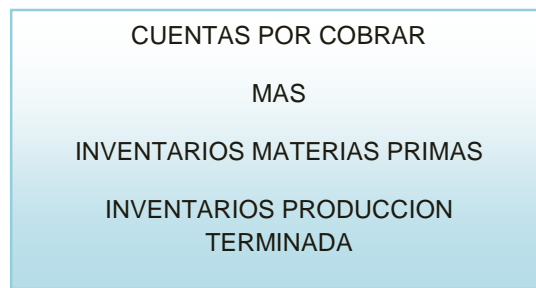 CUENTAS POR COBRAR
MAS
INVENTARIOS MATERIAS PRIMAS
INVENTARIOS PRODUCCION
TERMINADA